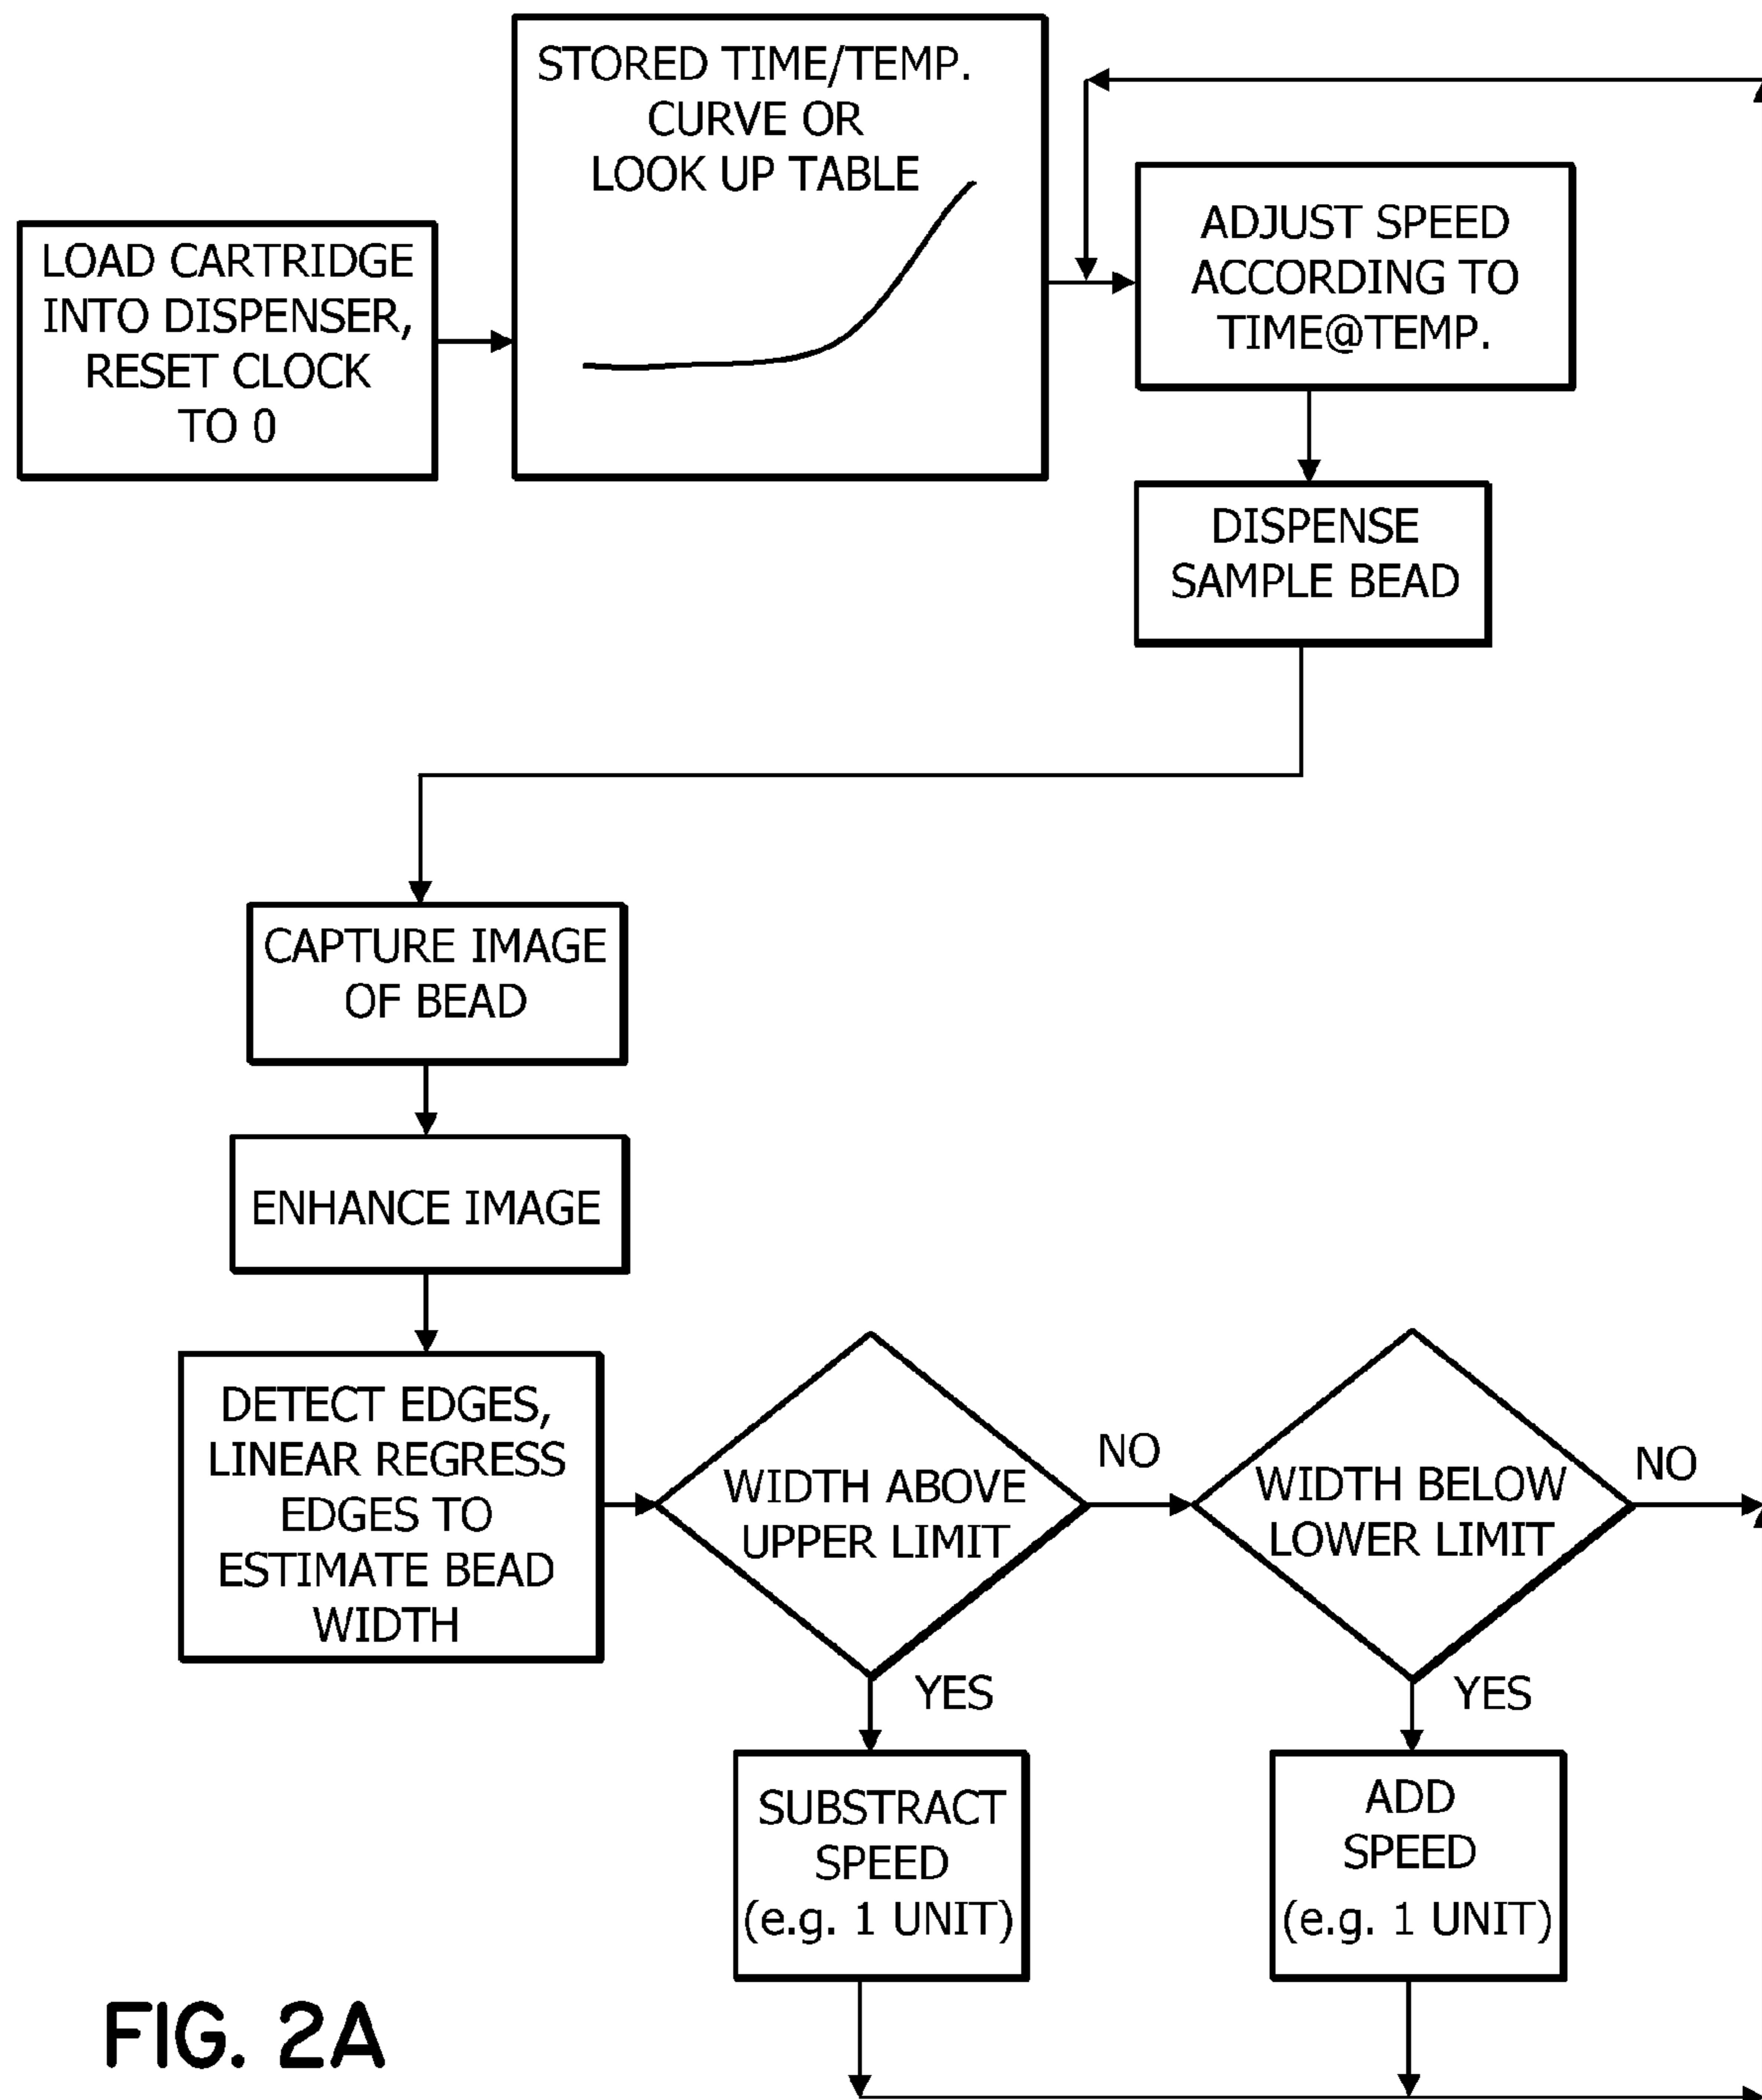 STORED TIME/TEMP.
CURVE OR
LOOK UP TABLE
LOAD CARTRIDGE
INTO DISPENSER,
RESET CLOCK
TO 0
ADJUST SPEED
ACCORDING TO
TIME@TEMP.
DISPENSE
SAMPLE BEAD
CAPTURE IMAGE
OF BEAD
ENHANCE IMAGE
DETECT EDGES,
LINEAR REGRESS
EDGES TO
ESTIMATE BEAD
WIDTH
WIDTH ABOVE
UPPER LIMIT
NO
WIDTH BELOW
LOWER LIMIT
NO
YES
YES
SUBSTRACT
SPEED
(e.g. 1 UNIT)
ADD
SPEED
(e.g. 1 UNIT)
FIG. 2A